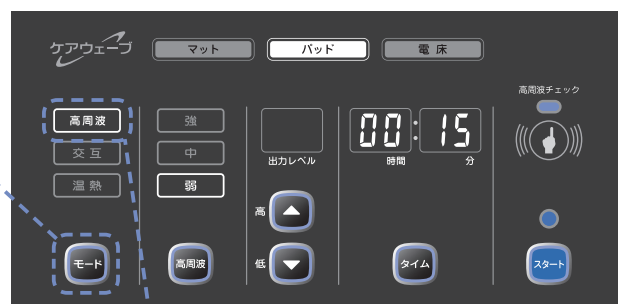 ケアウェーブ
マット
パッド
電床
高周波チェック
高周波
交互
温熱
強
中
弱
出力レベル
00:15
時間
分
高
低
モード
高周波
タイム
スタート